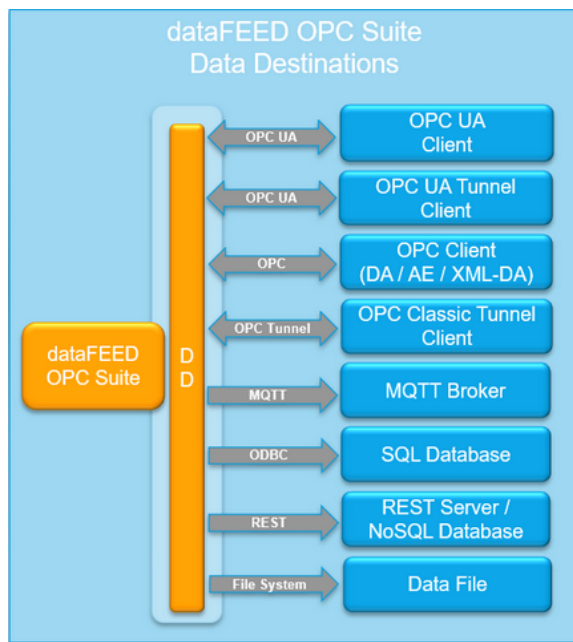 dataFEED OPC Suite
Data Destinations
OPC UA
OPC UA
Client
OPC UA
OPC UA Tunnel
Client
OPC
OPC Client
(DA / AE / XML-DA)
OPC Tunnel
OPC Classic Tunnel
Client
dataFEED
OPC Suite
D
D
MQTT
MQTT Broker
ODBC
SQL Database
REST
REST Server /
NoSQL Database
File System
Data File